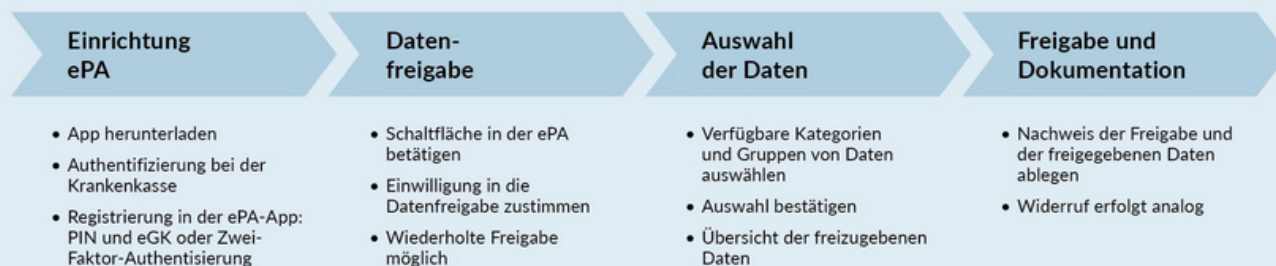 Einrichtung
ePA
• App herunterladen
• Authentifizierung bei der
Krankenkasse
• Registrierung in der ePA-App:
PIN und eGK oder Zwei-
Faktor-Authentisierung
Daten-
freigabe
• Schaltfläche in der ePA
betätigen
• Einwilligung in die
Datenfreigabe zustimmen
• Wiederholte Freigabe
möglich
Auswahl
der Daten
• Verfügbare Kategorien
und Gruppen von Daten
auswählen
• Auswahl bestätigen
• Übersicht der freizugebenen
Daten
Freigabe und
Dokumentation
• Nachweis der Freigabe und
der freigegebenen Daten
ablegen
• Widerruf erfolgt analog